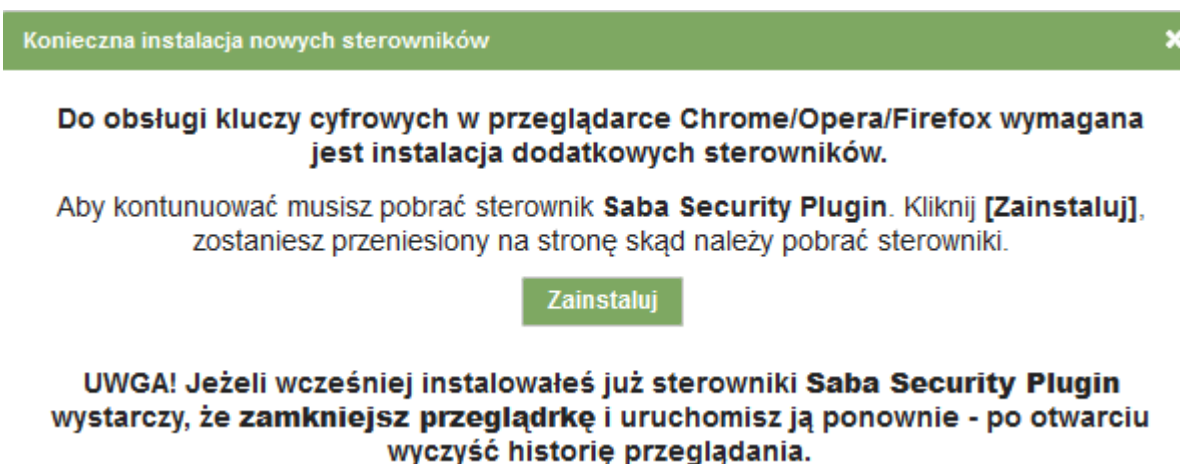 Konieczna instalacja nowych sterowników
Do obsługi kluczy cyfrowych w przeglądarce Chrome/Opera/Firefox wymagana
jest instalacja dodatkowych sterowników.
Aby kontunuować musisz pobrać sterownik Saba Security Plugin. Kliknij [Zainstaluj],
zostaniesz przeniesiony na stronę skąd należy pobrać sterowniki.
Zainstaluj
UWGA! Jeżeli wcześniej instalowałeś już sterowniki Saba Security Plugin
wystarczy, że zamkniejsz przeglądrkę i uruchomisz ją ponownie - po otwarciu
wyczyść historię przeglądania.